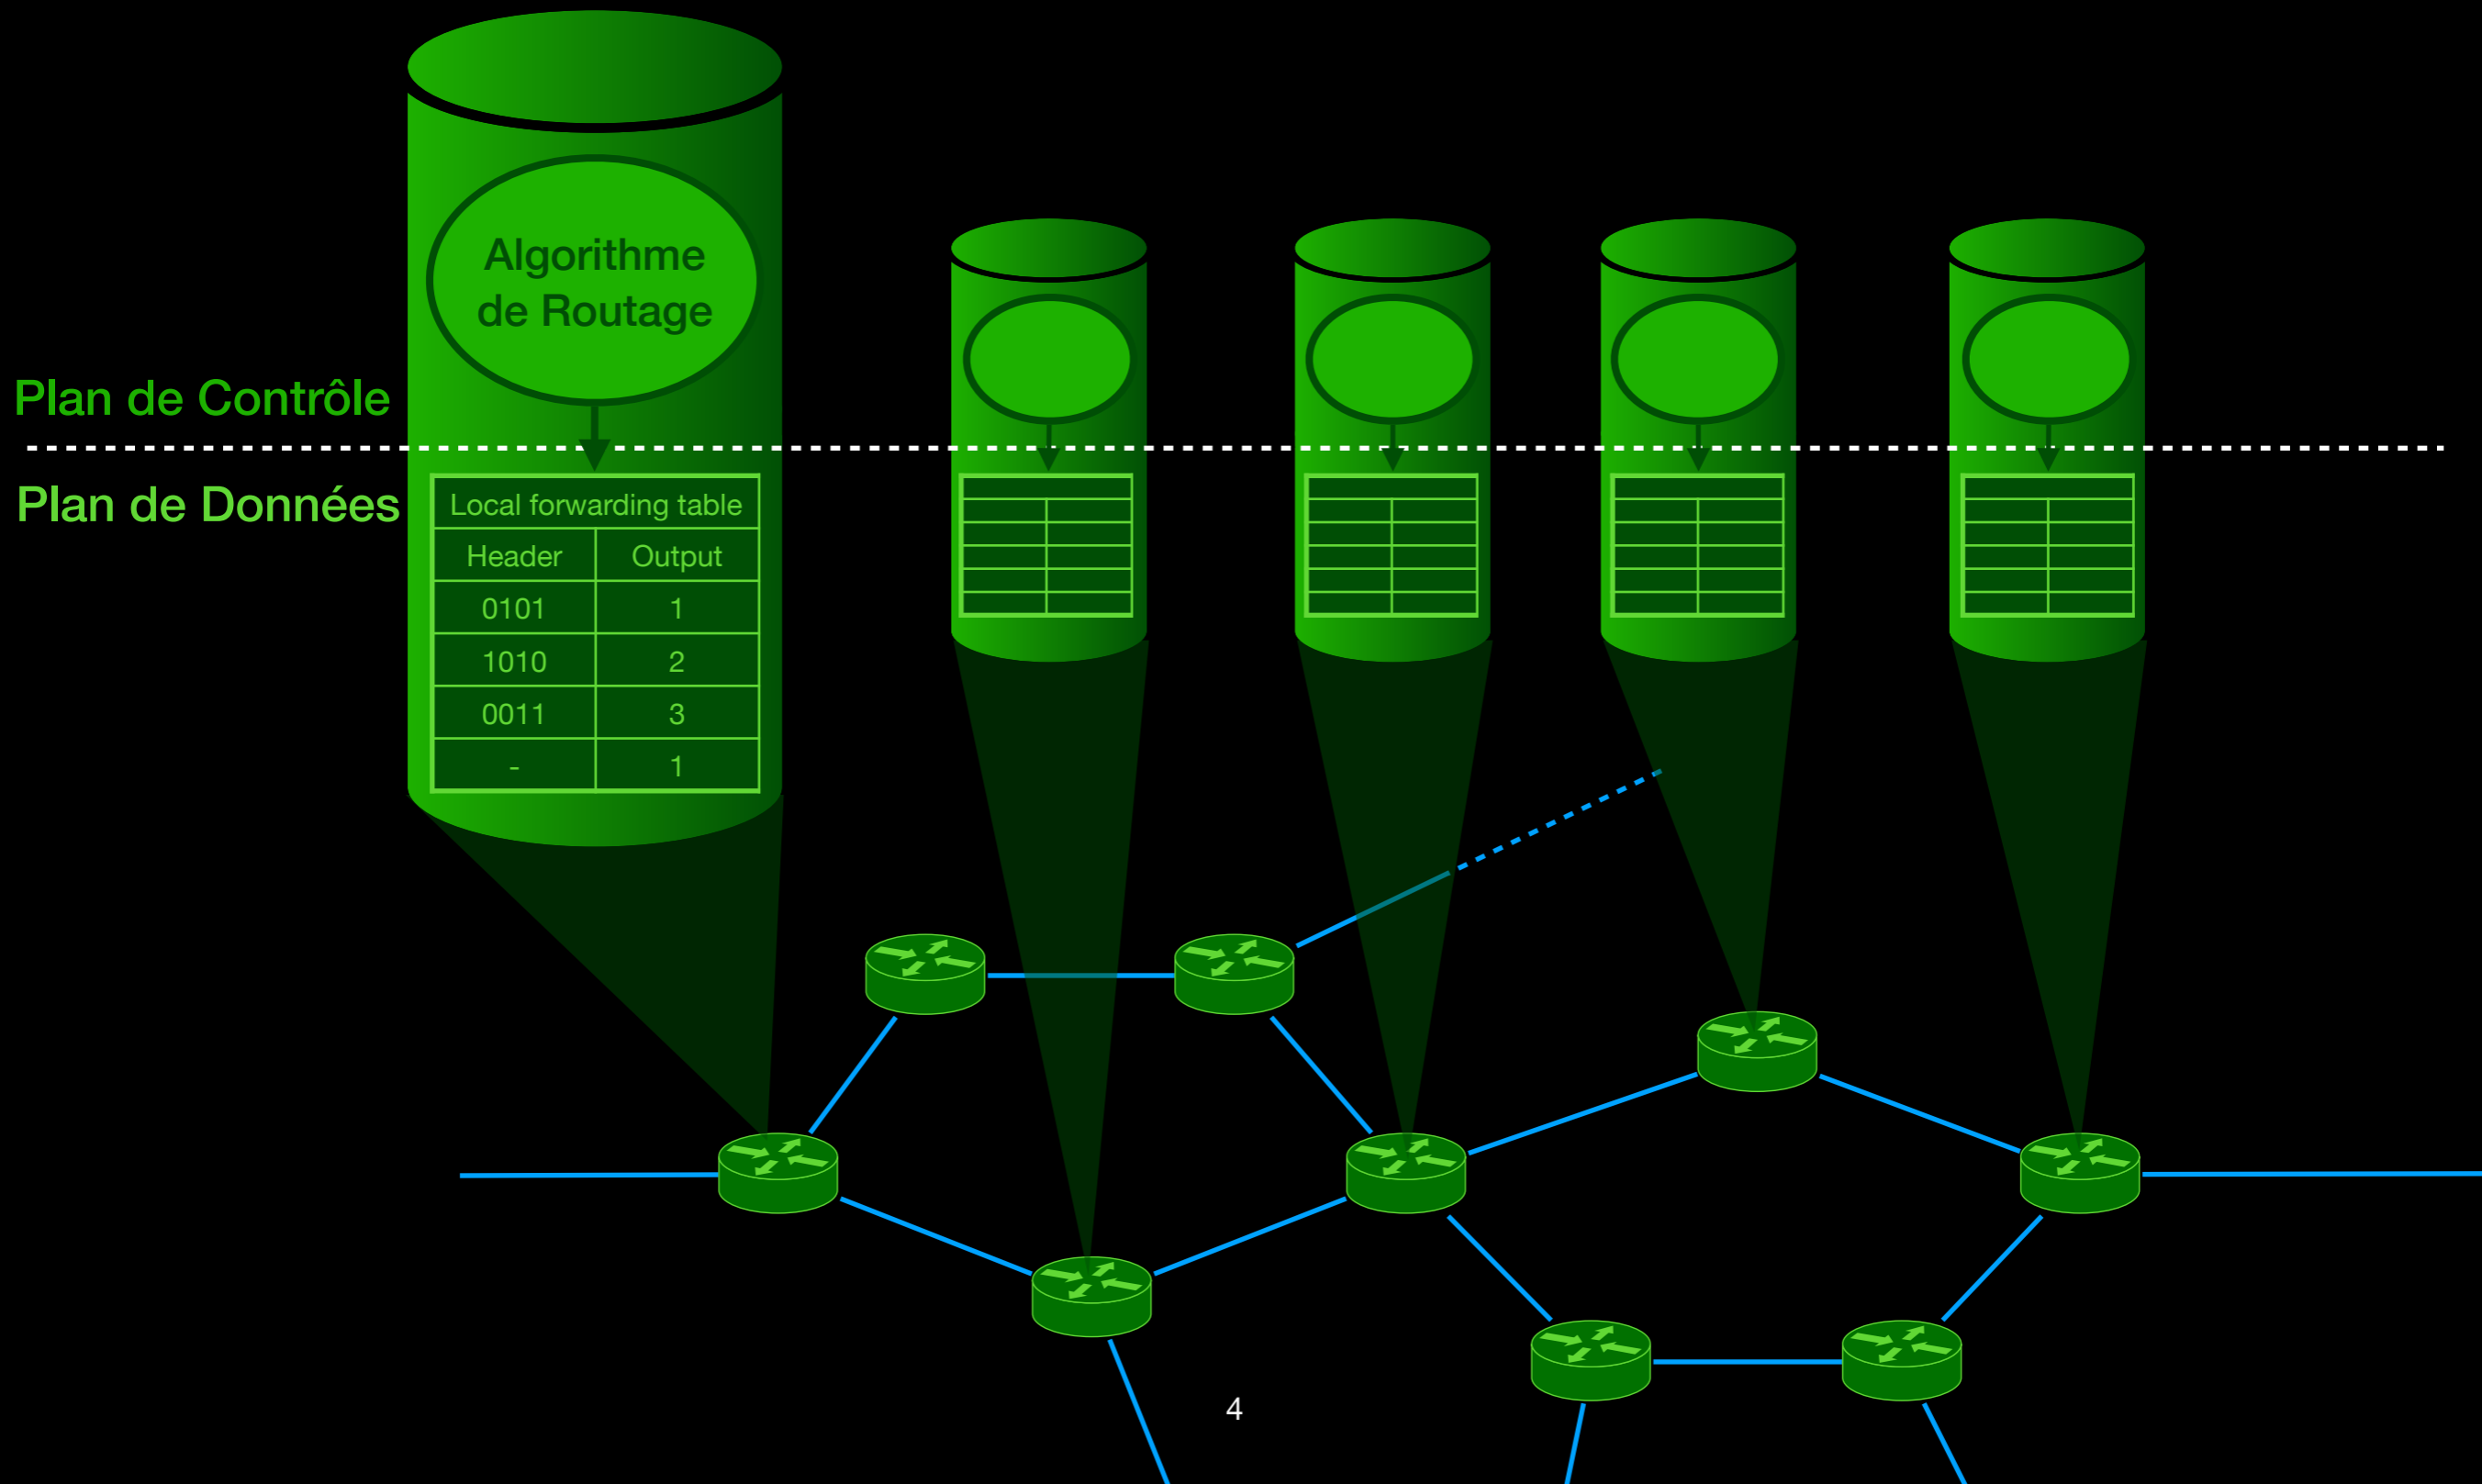 Algorithme
de Routage
Plan de Contrôle
Plan de Données
Local forwarding table
Header Output
0101 1
1010 2
0011 3
- 1
4